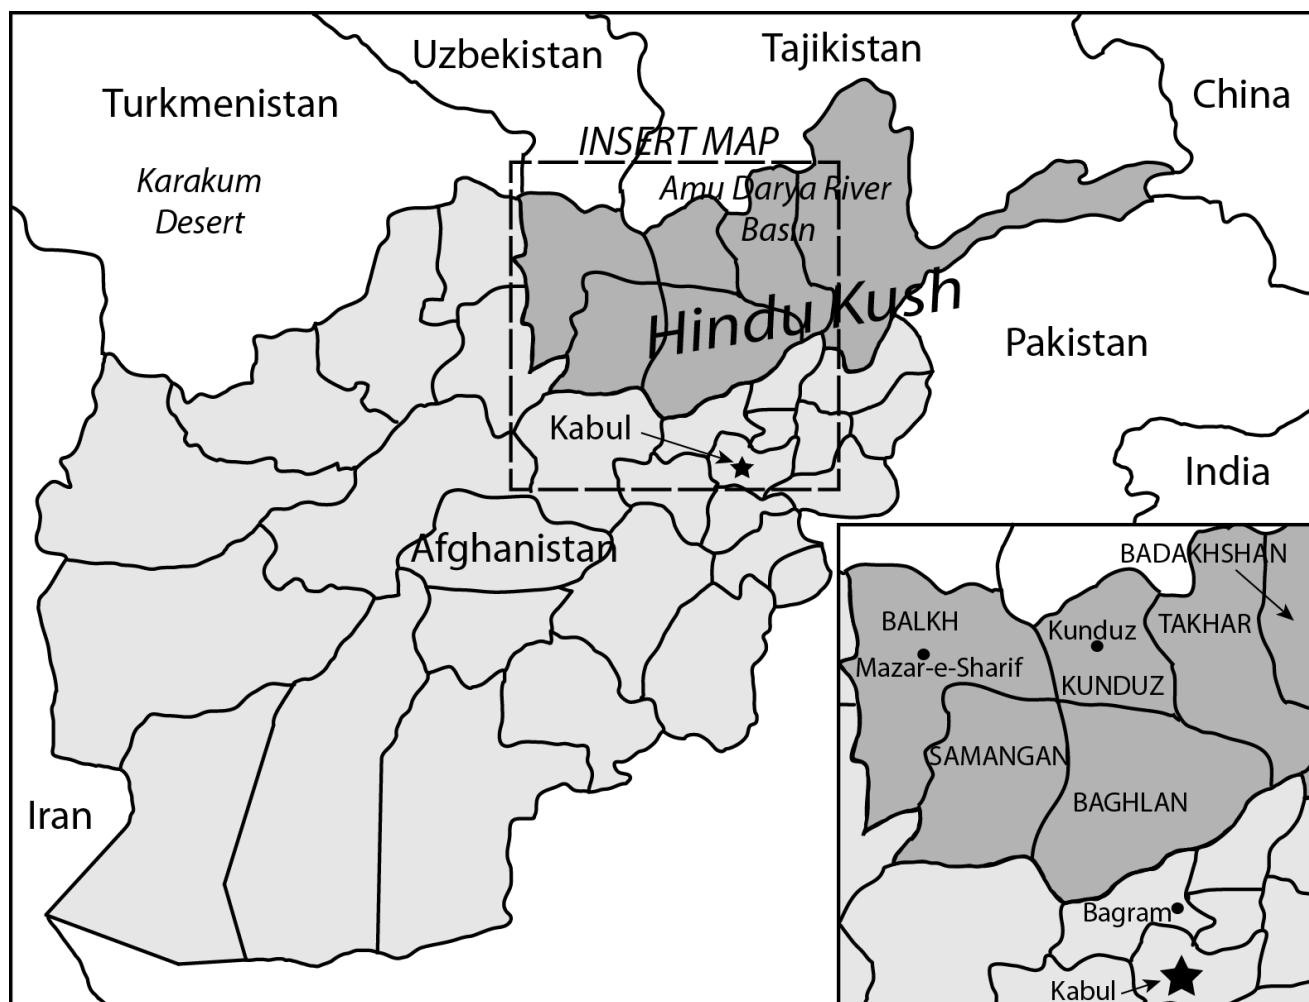 Uzbekistan
Tajikistan
China
Turkmenistan
INSERT MAP
Karakum
Desert
Amu Darya River
Basin
Hindu Kush
Pakistan
Kabul
India
Afghanistan
Iran
BADAKHSHAN
BALKH
Kunduz
TAKHAR
Mazar-e-Sharif
KUNDUZ
SAMANGAN
BAGHLAN
Bagram
Kabul